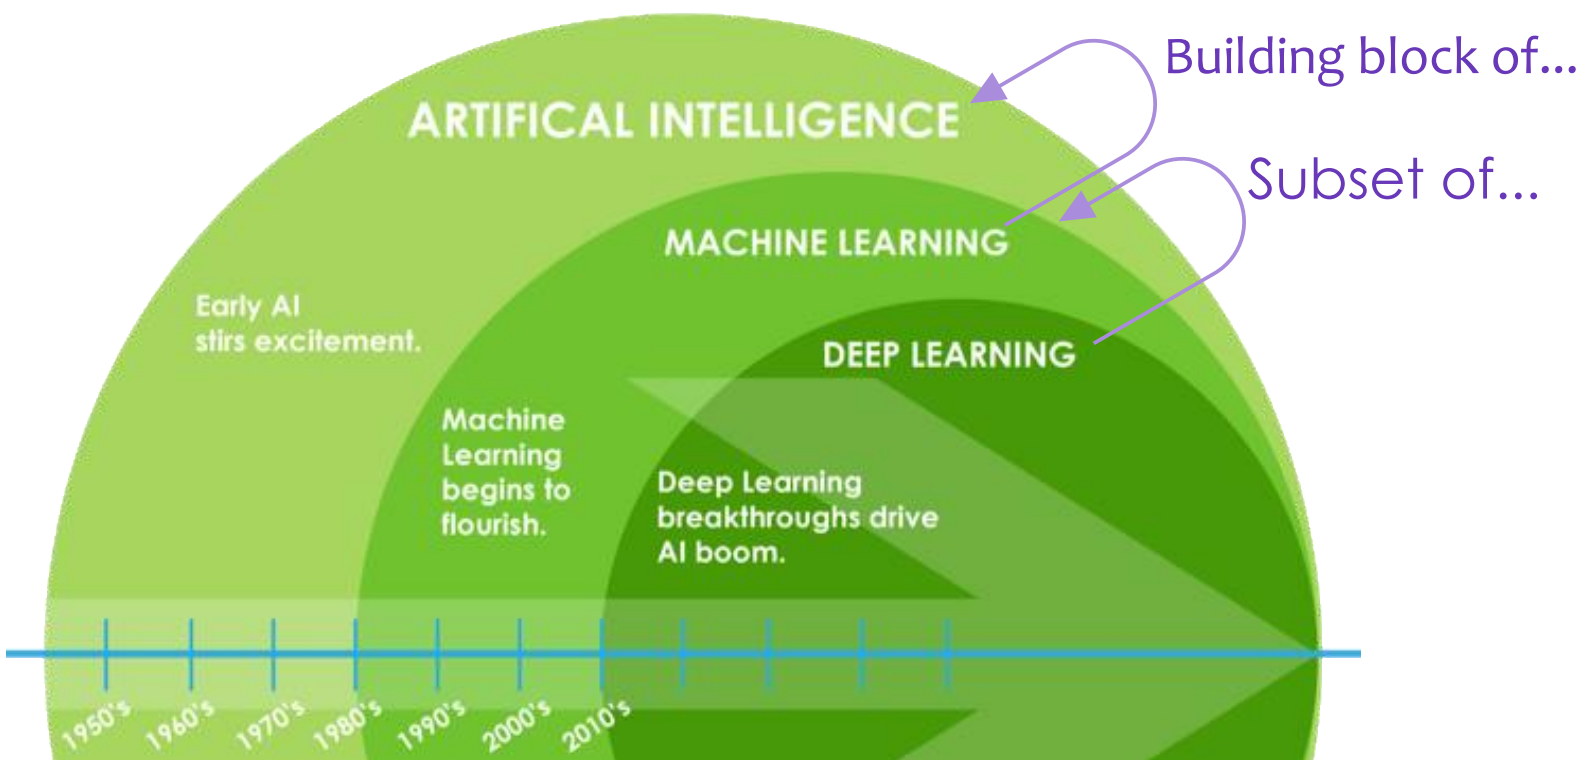 Building block of...
ARTIFICAL INTELLIGENCE
Subset of...
MACHINE LEARNING
Early AI
stirs excitement.
DEEP LEARNING
Machine
Learning
begins to
flourish.
Deep Learning
breakthroughs drive
AI boom.
1950's
1960's
1970's
1980's
1990's
2000's
2010's